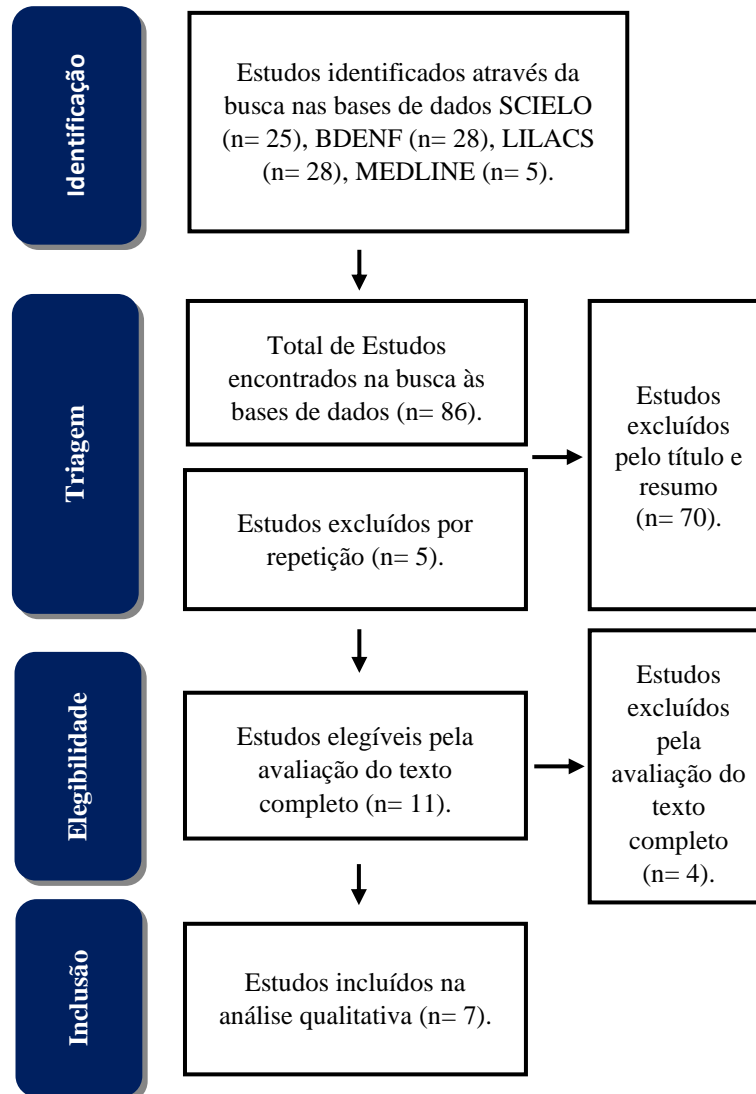 Identificação
Estudos identificados através da
busca nas bases de dados SCIELO
(n= 25), BDENF (n= 28), LILACS
(n= 28), MEDLINE (n= 5).
Triagem
Total de Estudos
encontrados na busca às
bases de dados (n= 86).
Estudos excluídos por
repetição (n= 5).
Estudos
excluídos
pelo título e
resumo
(n= 70).
Elegibilidade
Estudos elegíveis pela
avaliação do texto
completo (n= 11).
Estudos
excluídos
pela
avaliação do
texto
completo
(n= 4).
Inclusão
Estudos incluídos na
análise qualitativa (n= 7).